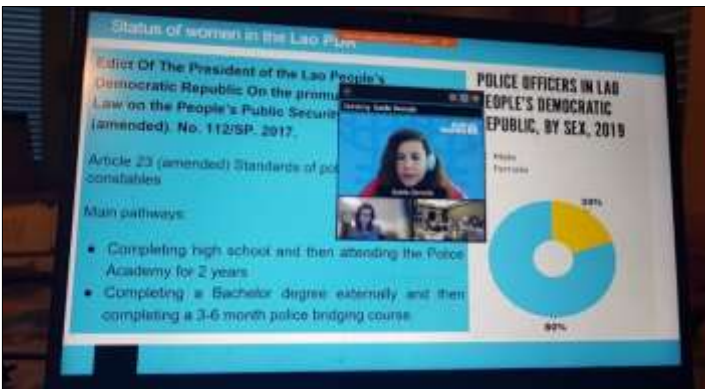 Status of women in the Lao PDR
Edict Of The President of the Lao People's
Democratic Republic On the
Law on the People's Public
(amended). No. 112/SP. 2017.
Article 23 (amended) Standards of
constables
Main pathways:
• Completing high school and then attending the Police
Academy for 2 years
• Completing a Bachelor degree externally and then
completing a 3-6 month police bridging course
POLICE OFFICERS IN LAO
PEOPLE'S DEMOCRATIC
REPUBLIC, BY SEX, 2019
Male
Female
20%
80%